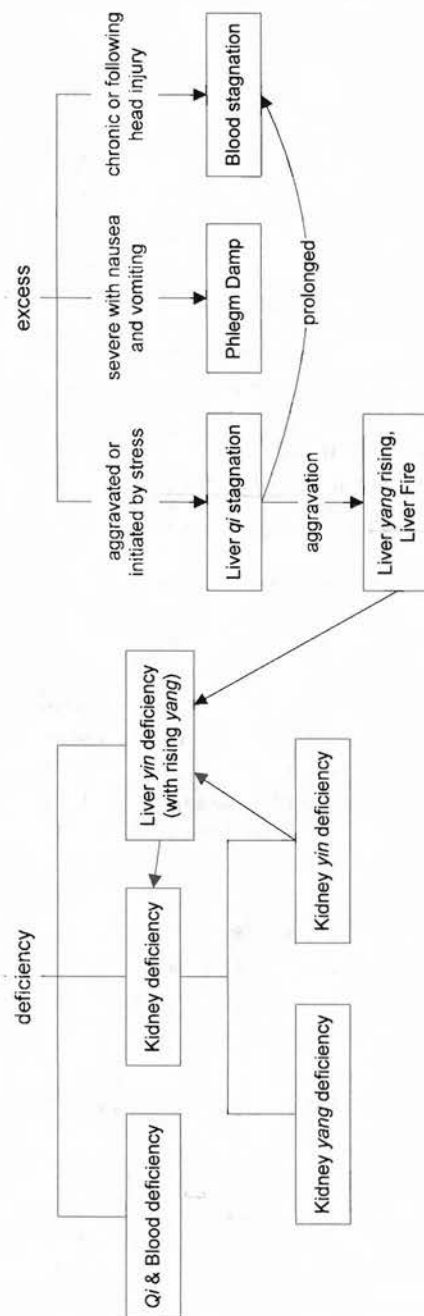 deficiency
Qi & Blood deficiency
Kidney deficiency
Liver yin deficiency
(with rising yang)
Kidney yang deficiency
Kidney yin deficiency
excess
aggravated or
initiated by stress
severe with nausea
and vomiting
chronic or following
head injury
Liver qi stagnation
Phlegm Damp
Blood stagnation
aggravation
prolonged
Liver yang rising,
Liver Fire